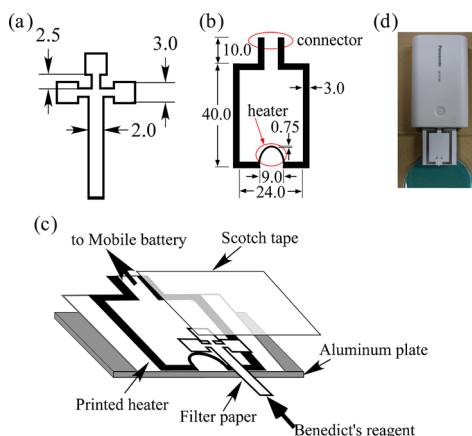 (a)
2.5
3.0
2.0
(b)
10.0
connector
40.0
3.0
heater
0.75
9.0
24.0
(d)
Panasonic
(c)
to Mobile battery
Scotch tape
Aluminum plate
Printed heater
Filter paper
Benedict's reagent